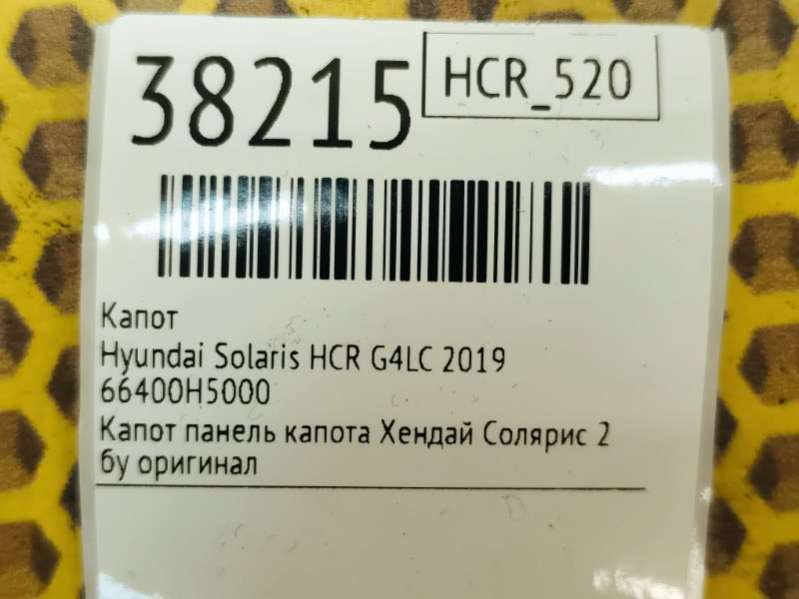 38215
HCR_520
Капот
Hyundai Solaris HCR G4LC 2019
66400H5000
Капот панель капота Хендай Солярис 2
бу оригинал